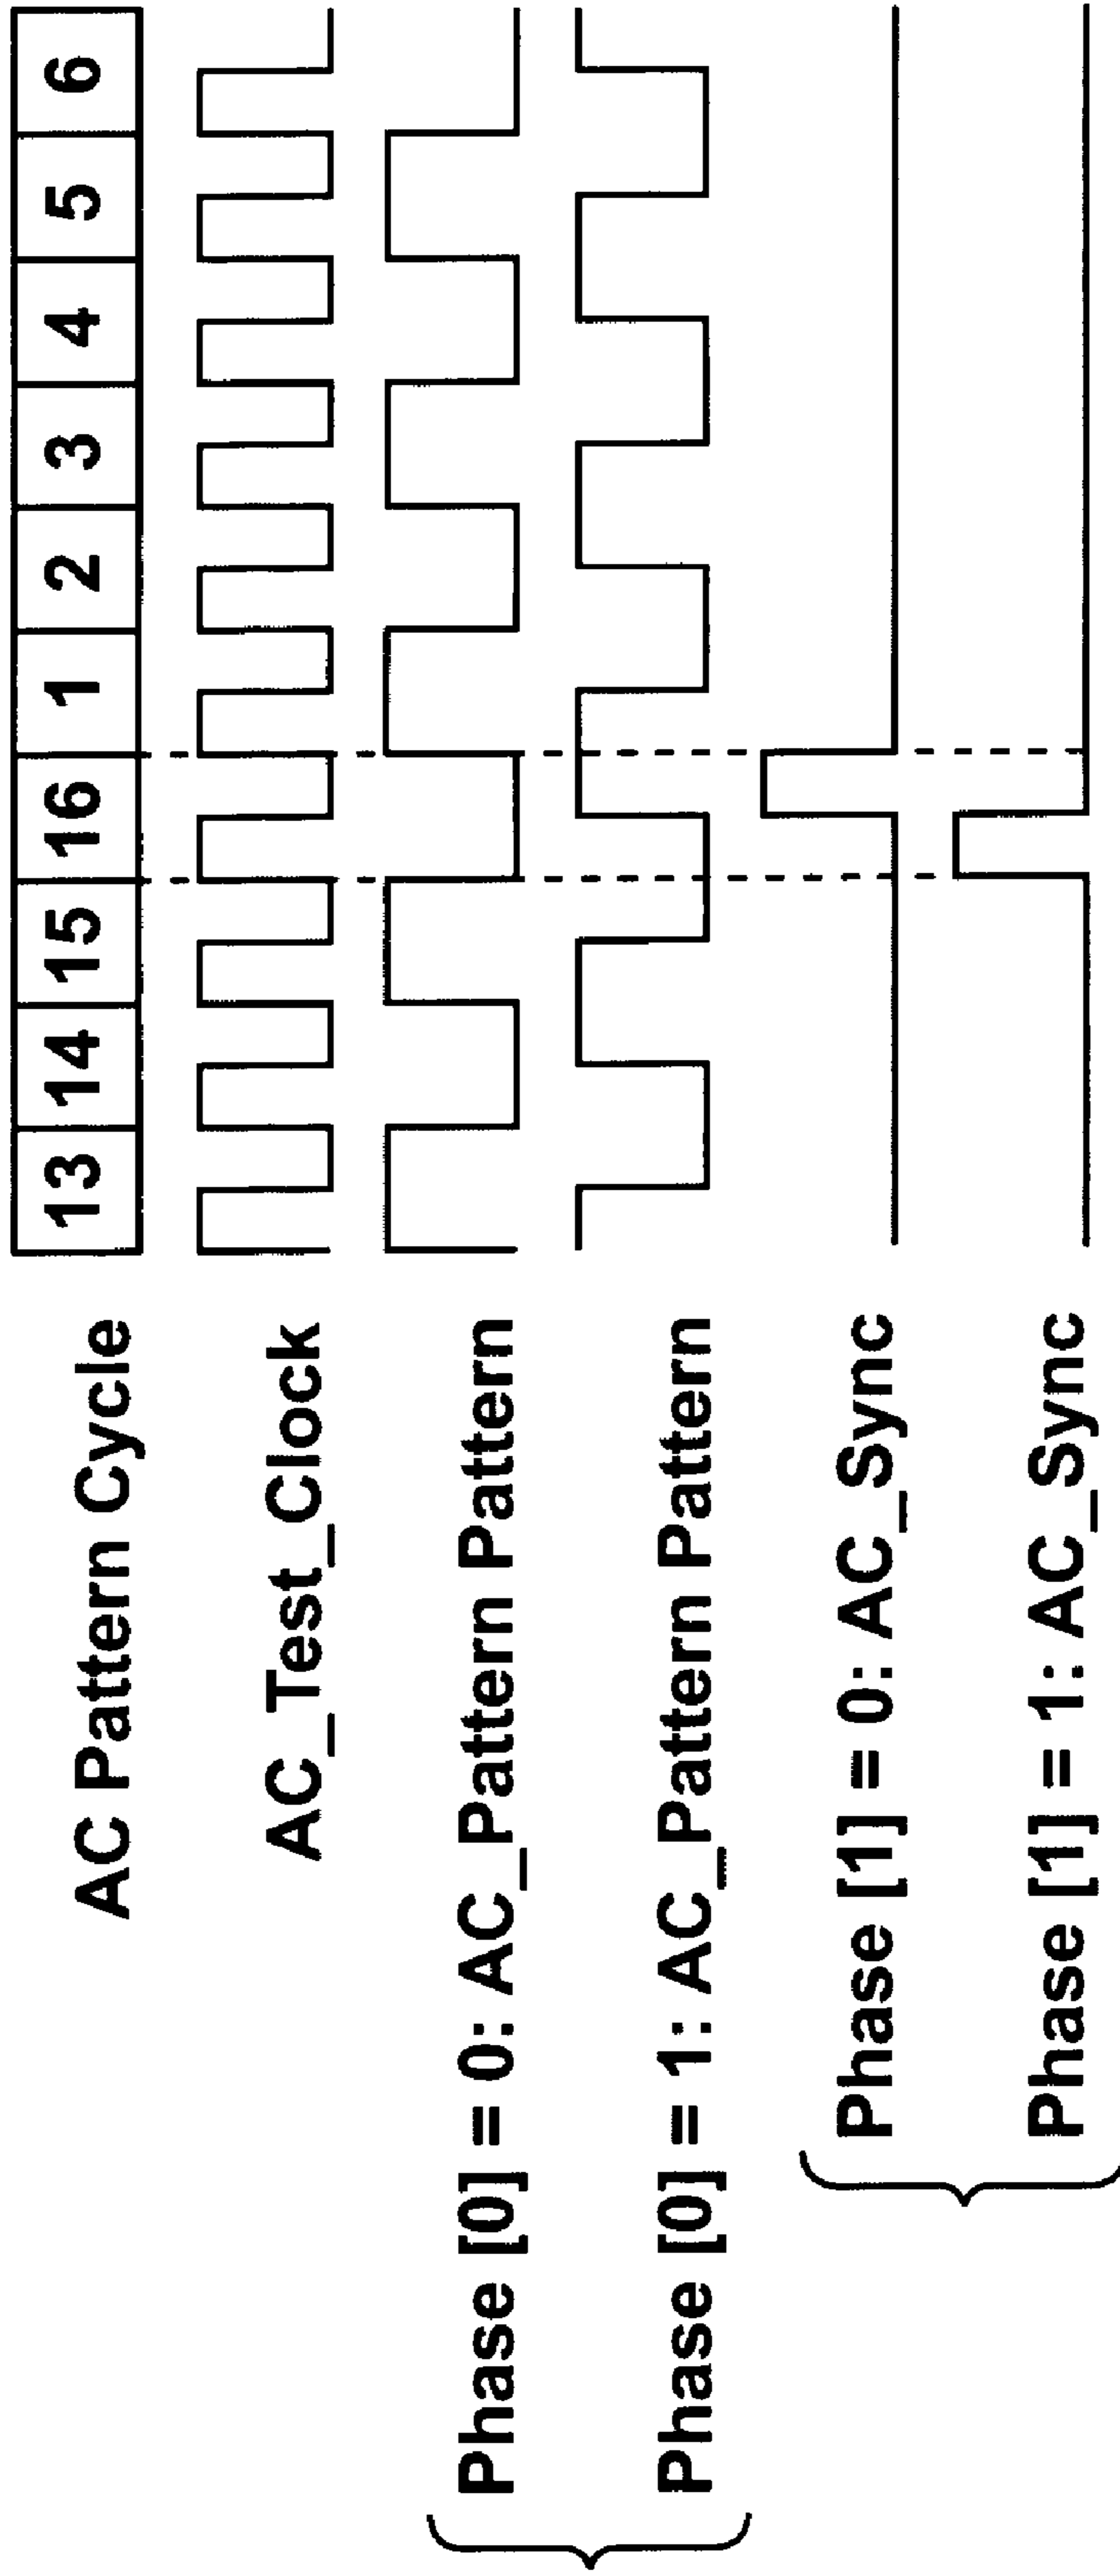 AC Pattern Cycle
13 14 15 16 1 2 3 4 5 6
AC_Test_Clock
Phase [0] = 0: AC_Pattern Pattern
Phase [0] = 1: AC_Pattern Pattern
Phase [1] = 0: AC_Sync
Phase [1] = 1: AC_Sync